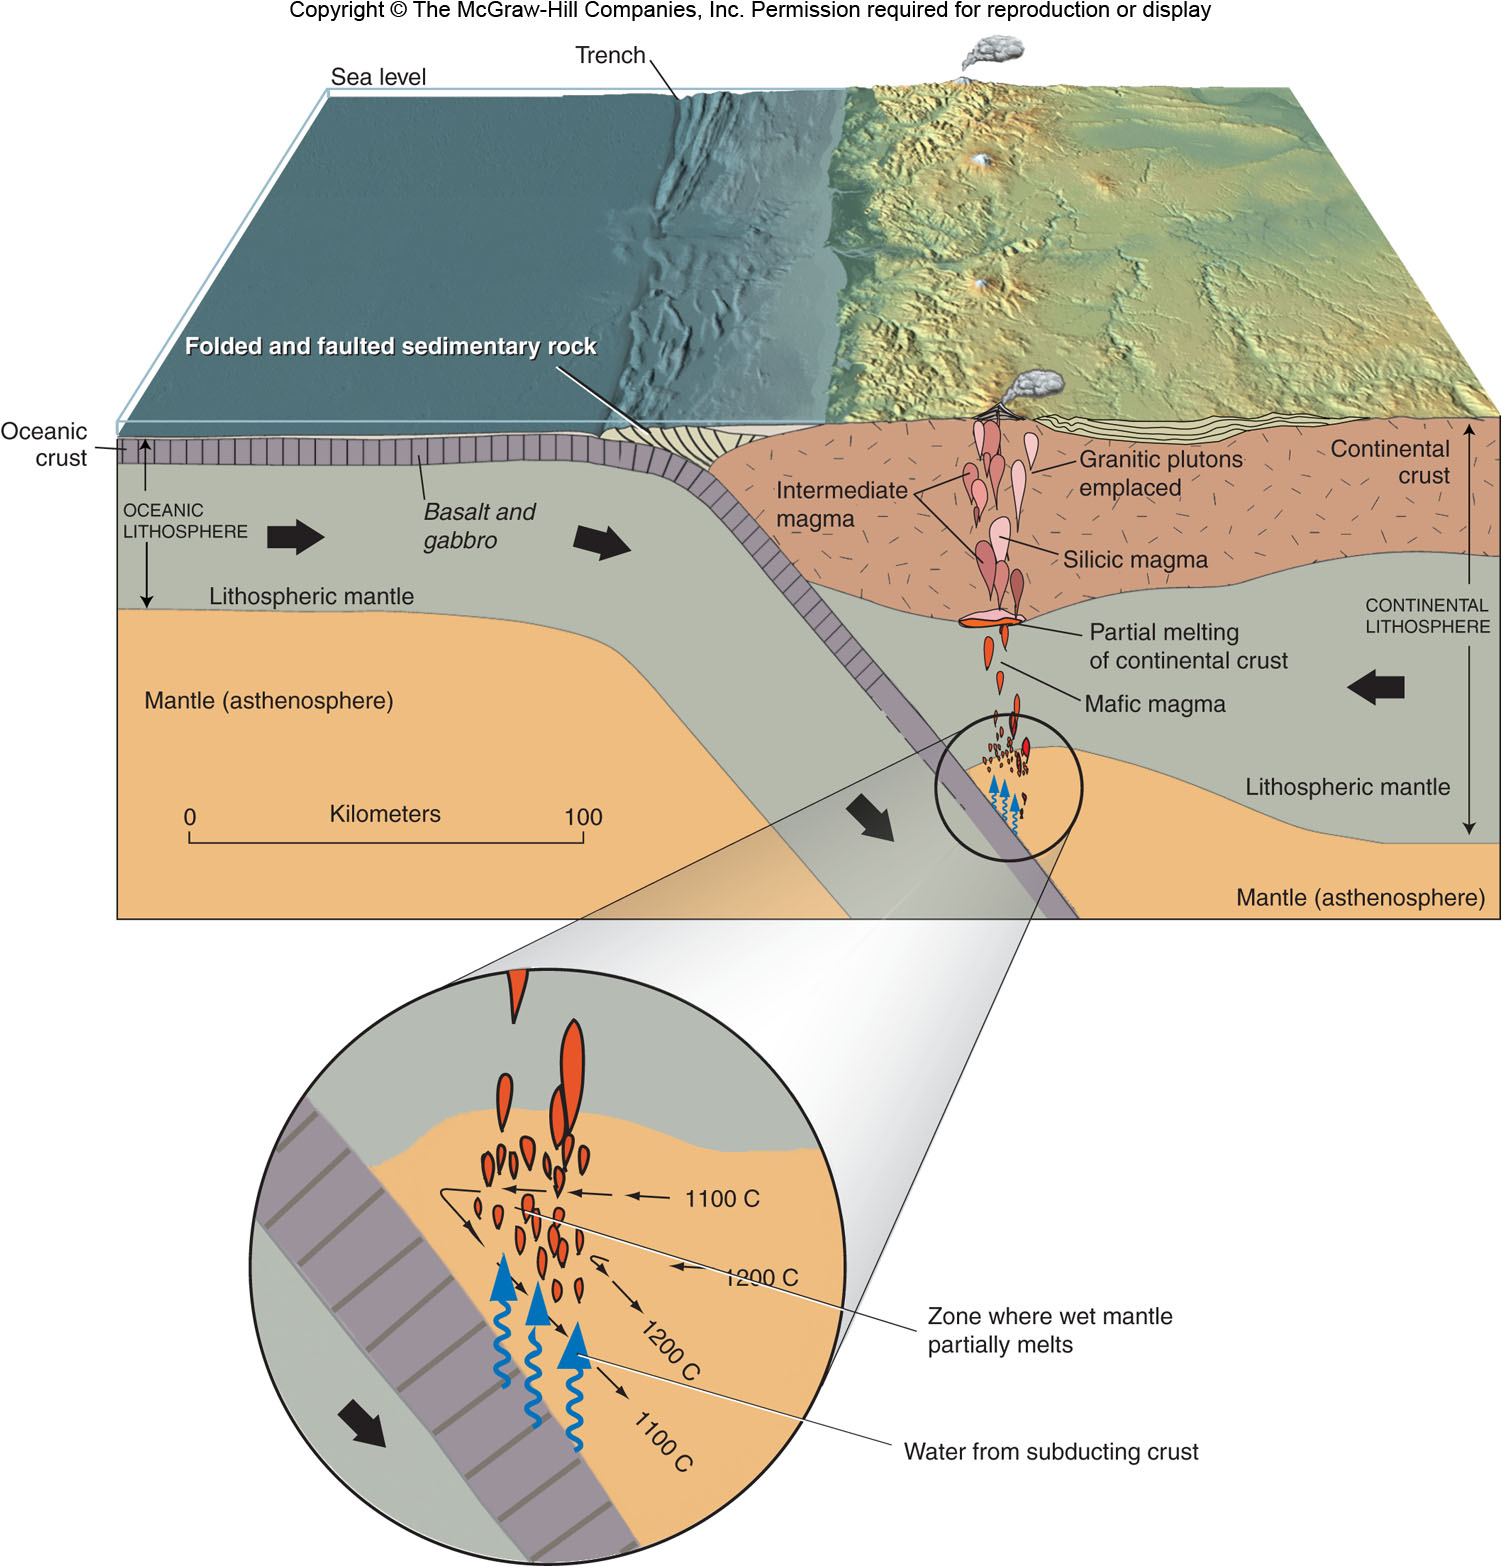 Copyright © The McGraw-Hill Companies, Inc. Permission required for reproduction or display
Trench
Sea level
Folded and faulted sedimentary rock
Oceanic
crust
OCEANIC
LITHOSPHERE
Basalt and
gabbro
Lithospheric mantle
Mantle (asthenosphere)
0 Kilometers 100
Intermediate
magma
Granitic plutons
emplaced
Continental
crust
Silicic magma
CONTINENTAL
LITHOSPHERE
Partial melting
of continental crust
Mafic magma
Lithospheric mantle
Mantle (asthenosphere)
1100 C
1200 C
1200 C
1100 C
Zone where wet mantle
partially melts
Water from subducting crust